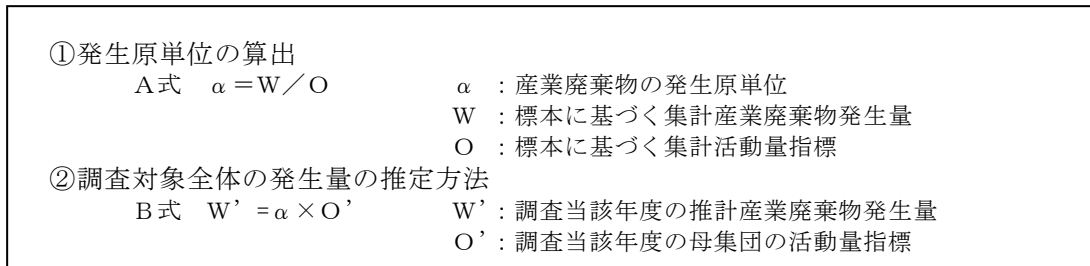 ①発生原単位の算出
A式 α＝W／O α ：産業廃棄物の発生原単位
W ：標本に基づく集計産業廃棄物発生量
O ：標本に基づく集計活動量指標
②調査対象全体の発生量の推定方法
B式 W’=α×O’ W’：調査当該年度の推計産業廃棄物発生量
O’：調査当該年度の母集団の活動量指標